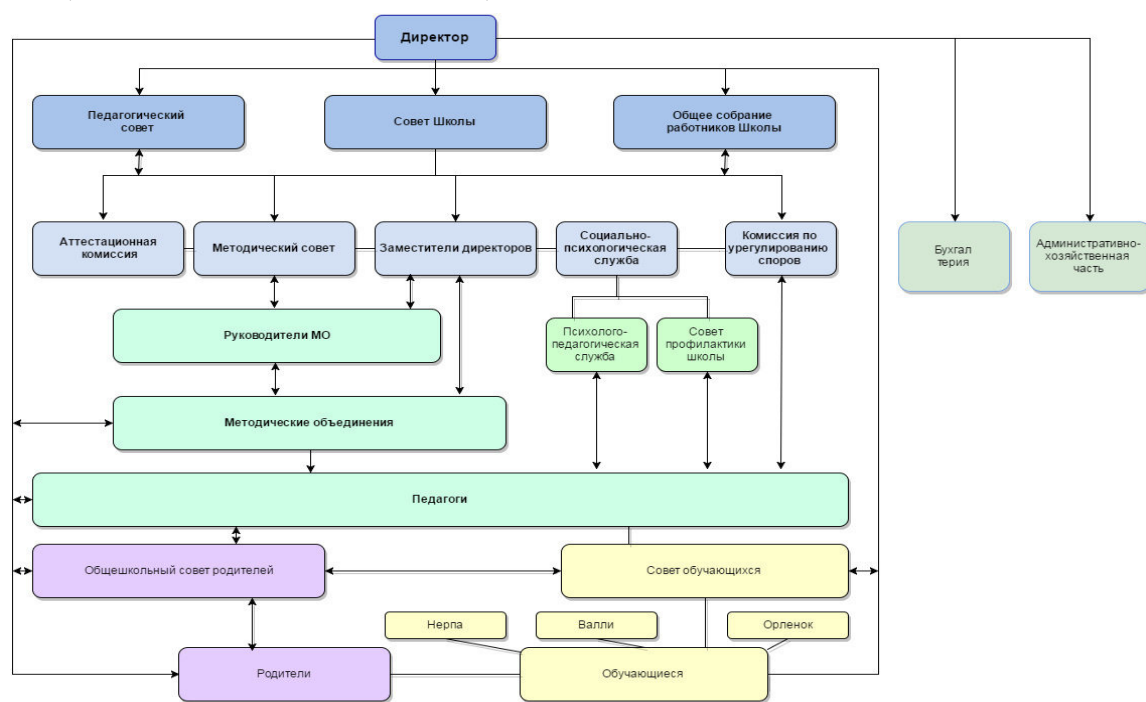 Директор
Педагогический
совет
Совет Школы
Общее собрание
работников Школы
Аттестационная
комиссия
Методический совет
Заместители директоров
Социально-
психологическая
служба
Комиссия по
урегулированию
споров
Бухгал
терия
Административно-
хозяйственная
часть
Руководители МО
Психолого-
педагогическая
служба
Совет
профилактики
школы
Методические объединения
Педагоги
Общешкольный совет родителей
Совет обучающихся
Нерпа
Валли
Орленок
Родители
Обучающиеся